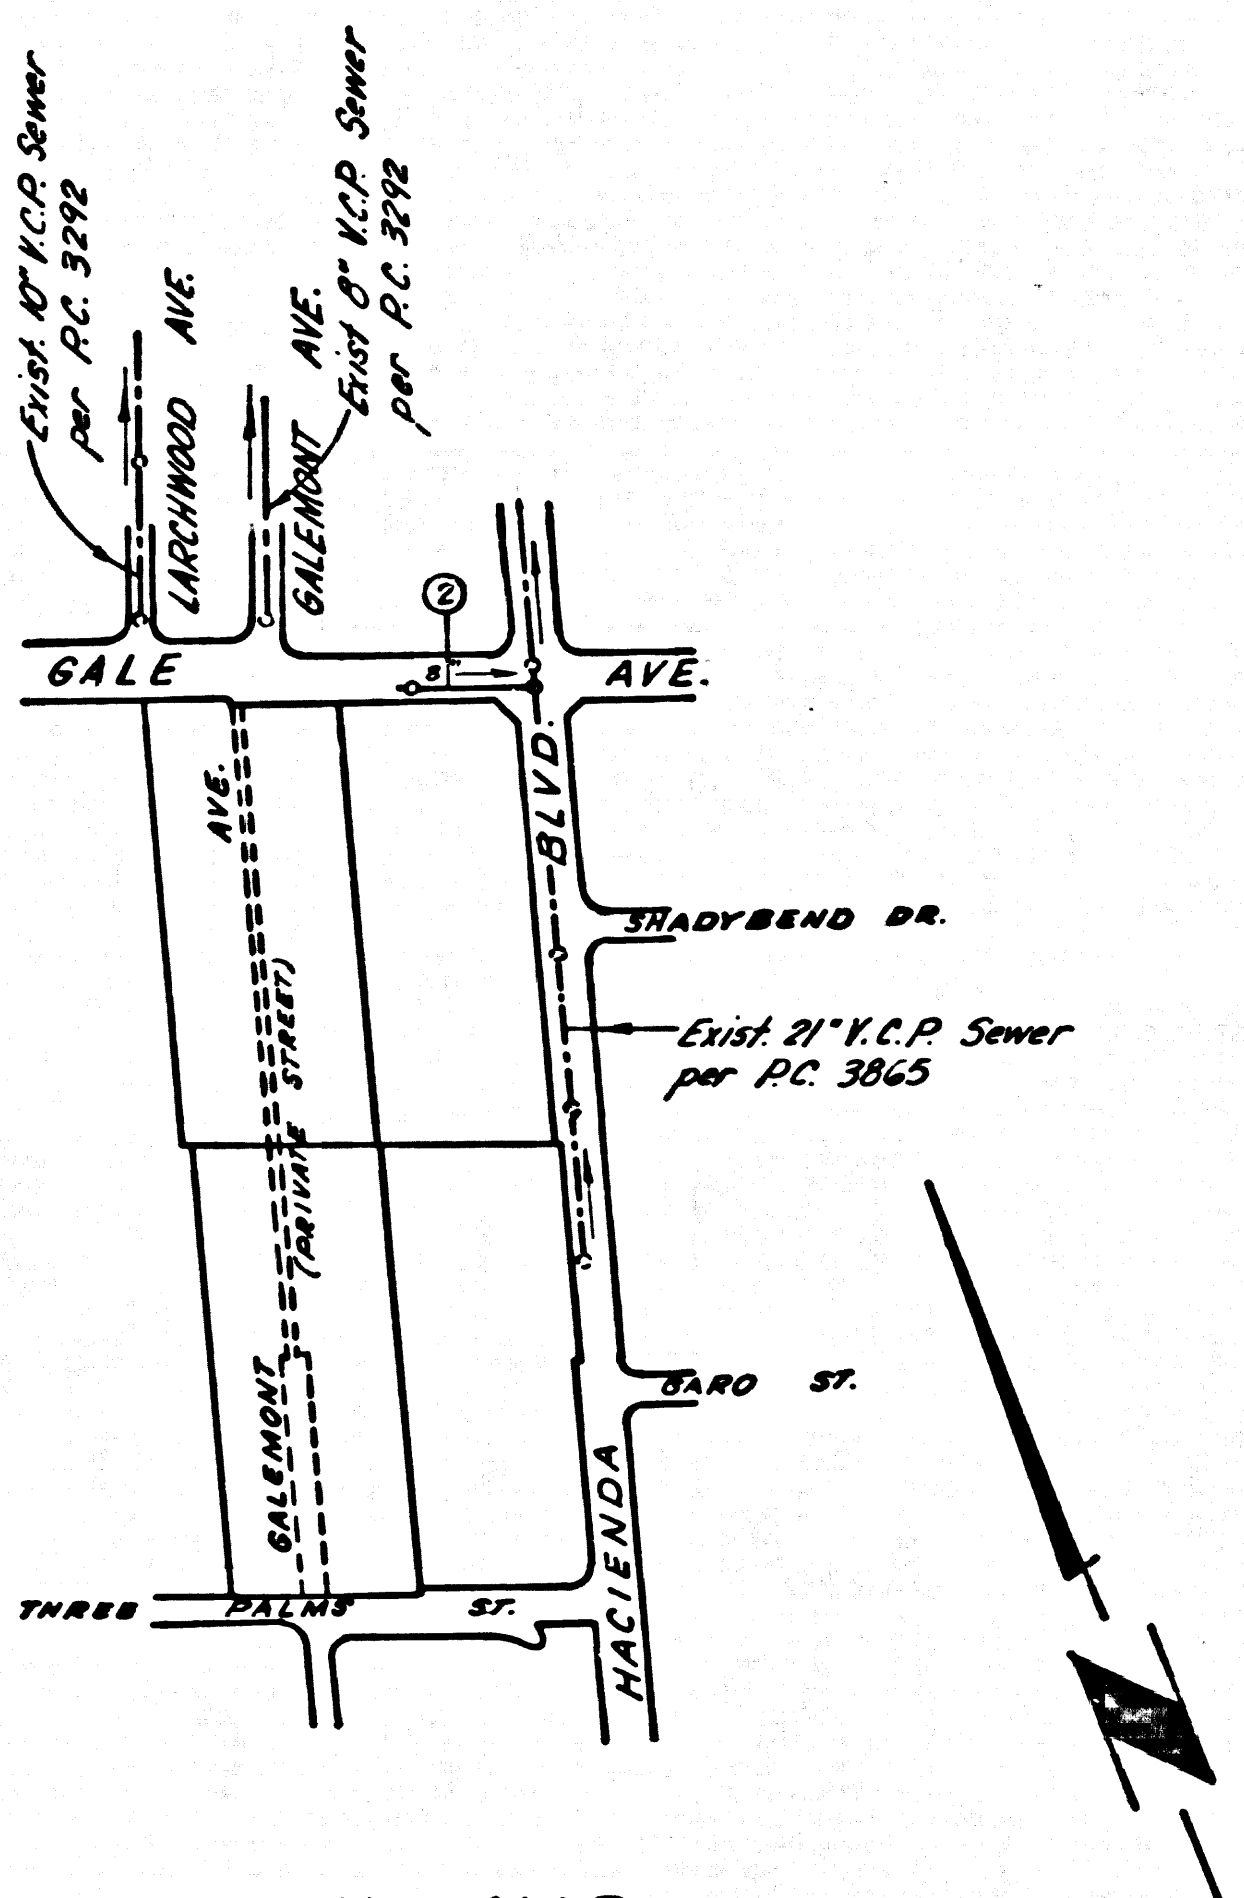 Exist. 10" V.C.P. Sewer
per P.C. 3292
LARCHWOOD AVE.
GALEMONT AVE.
Exist 8" V.C.P. Sewer
per P.C. 3292
2
GALE AVE.
8"
BLVD.
AVE.
SHADYBEND DR.
(PRIVATE STREET)
Exist. 21" V.C.P. Sewer
per P.C. 3865
GALEMONT
GARO ST.
HACIENDA
THREE PALMS ST.
N